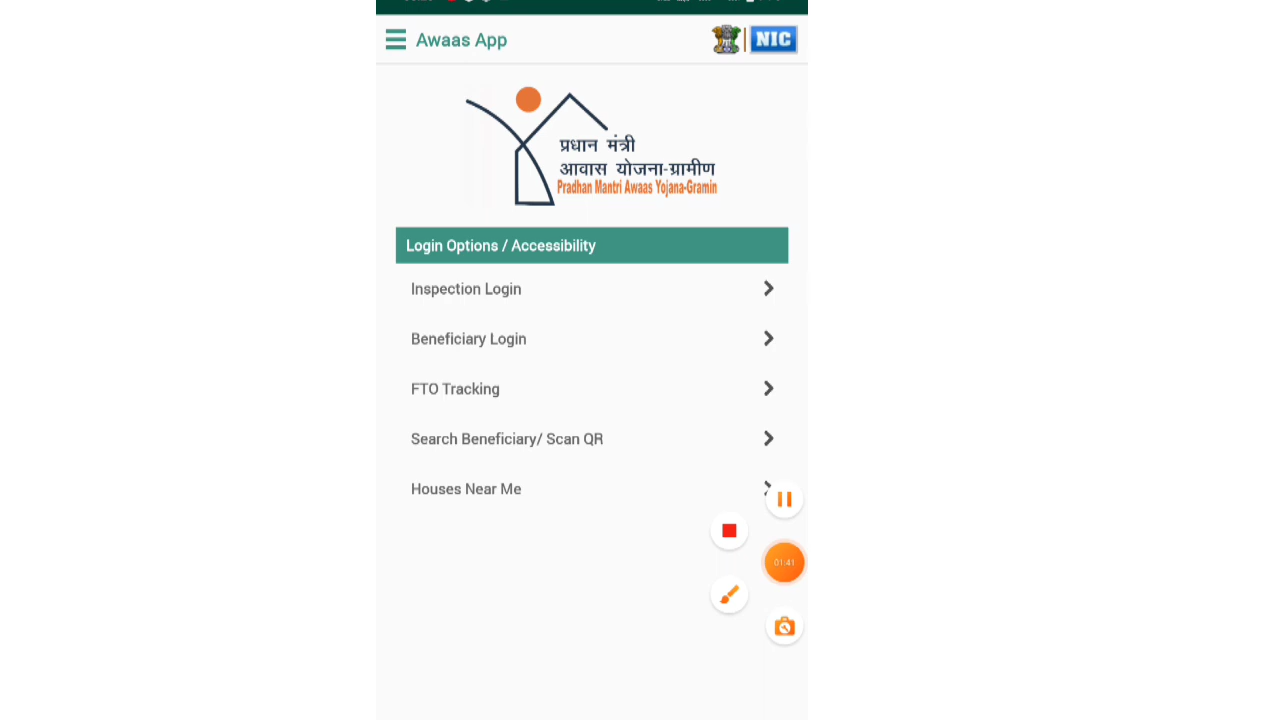 Awaas App
NIC
प्रधान मंत्री
आवास योजना-ग्रामीण
Pradhan Mantri Awaas Yojana-Gramin
Login Options / Accessibility
Inspection Login
Beneficiary Login
FTO Tracking
Search Beneficiary/ Scan QR
Houses Near Me
01:41